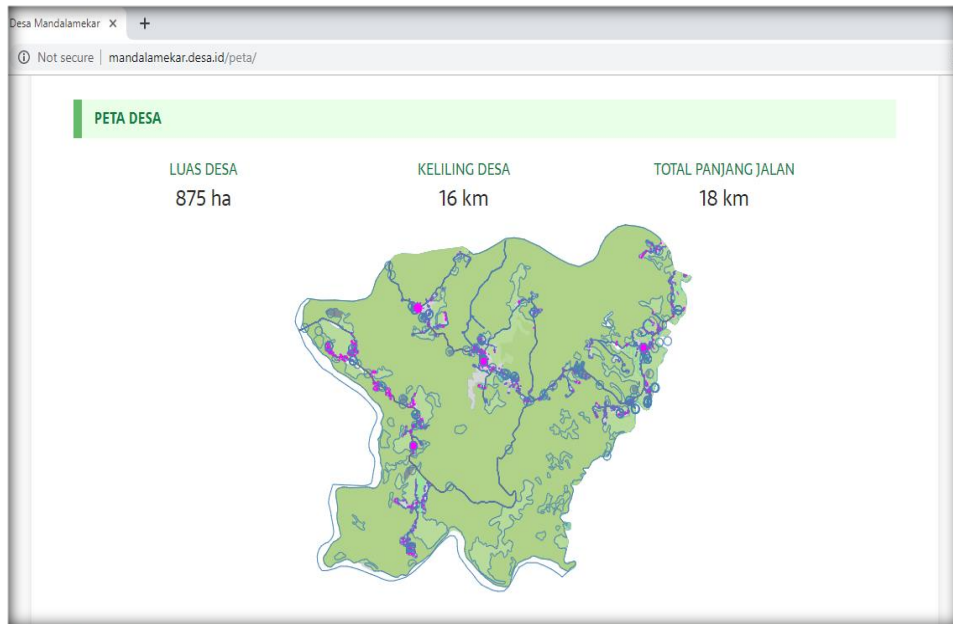 Desa Mandalamekar × +
Not secure | mandalamekar.desa.id/peta/
PETA DESA
LUAS DESA KELILING DESA TOTAL PANJANG JALAN
875 ha 16 km 18 km